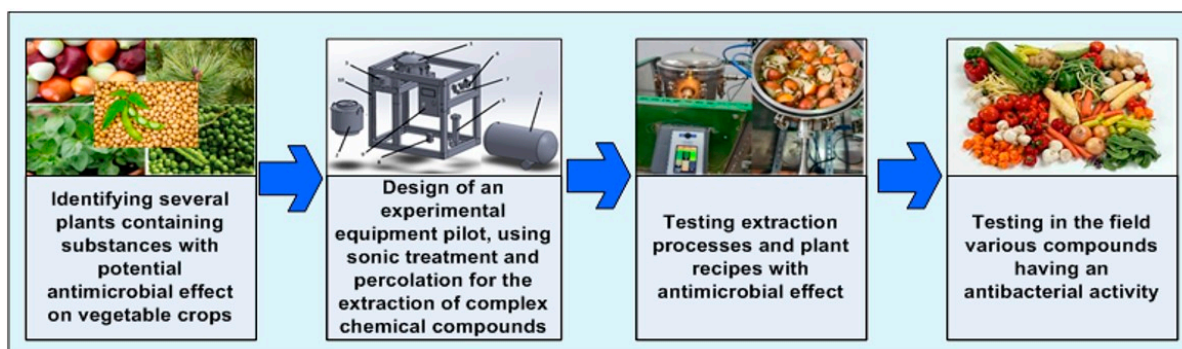 Identifying several
plants containing
substances with
potential
antimicrobial effect
on vegetable crops
Design of an
experimental
equipment pilot, using
sonic treatment and
percolation for the
extraction of complex
chemical compounds
Testing extraction
processes and plant
recipes with
antimicrobial effect
Testing in the field
various compounds
having an
antibacterial activity